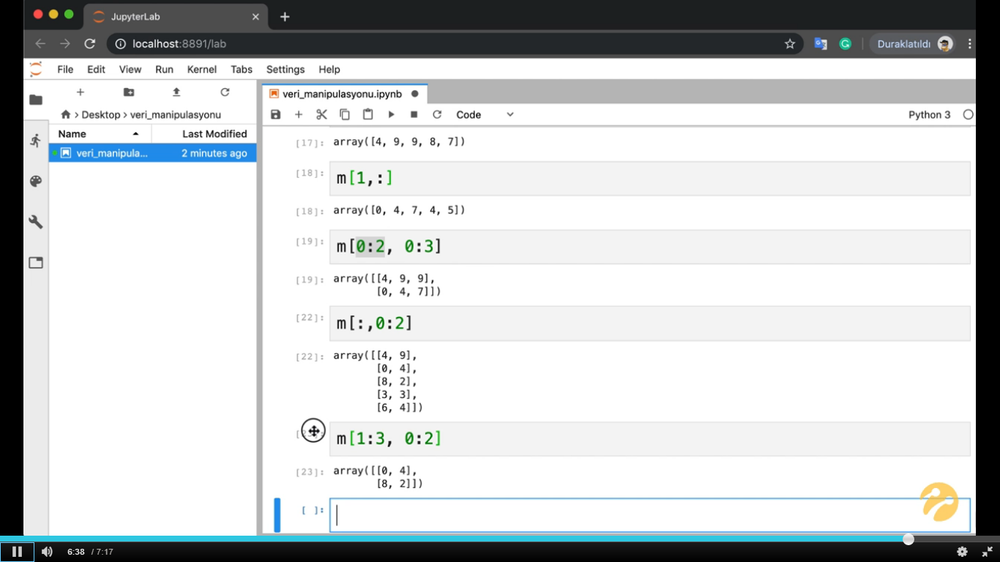 JupyterLab
localhost:8891/lab
Duraklatıldı
File Edit View Run Kernel Tabs Settings Help
Desktop > veri_manipulasyonu
Name Last Modified
veri_manipula... 2 minutes ago
veri_manipulasyonu.ipynb
Code
Python 3
[17]: array([4, 9, 9, 8, 7])
[18]: m[1,:]
[18]: array([0, 4, 7, 4, 5])
[19]: m[0:2, 0:3]
[19]: array([[4, 9, 9],
[0, 4, 7]])
[22]: m[:,0:2]
[22]: array([[4, 9],
[0, 4],
[8, 2],
[3, 3],
[6, 4]])
m[1:3, 0:2]
[23]: array([[0, 4],
[8, 2]])
[ ]:
6:38 / 7:17